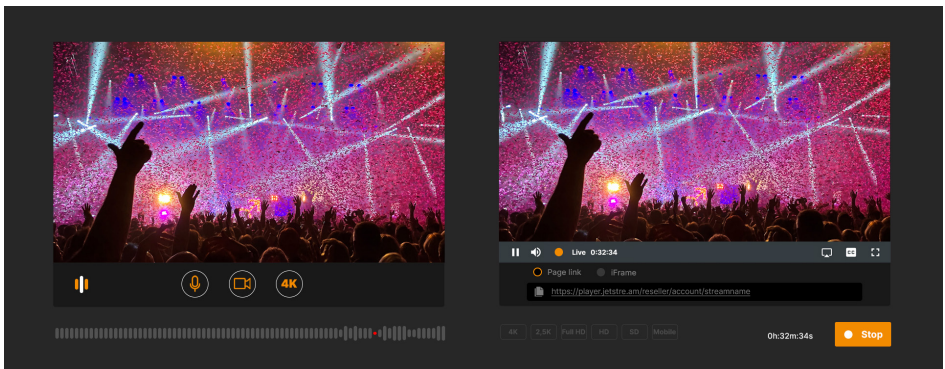 4K
Live 0:32:34
CC
Page link iFrame
https://player.jetstre.am/reseller/account/streamname
4K 2,5K Full HD HD SD Mobile
0h:32m:34s
Stop